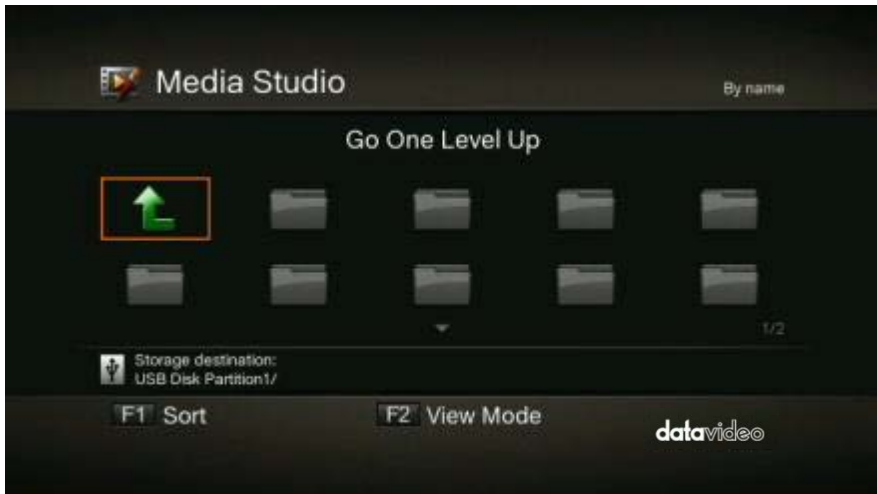 Media Studio
By name
Go One Level Up
1/2
Storage destination:
USB Disk Partition1/
F1 Sort
F2 View Mode
datavideo